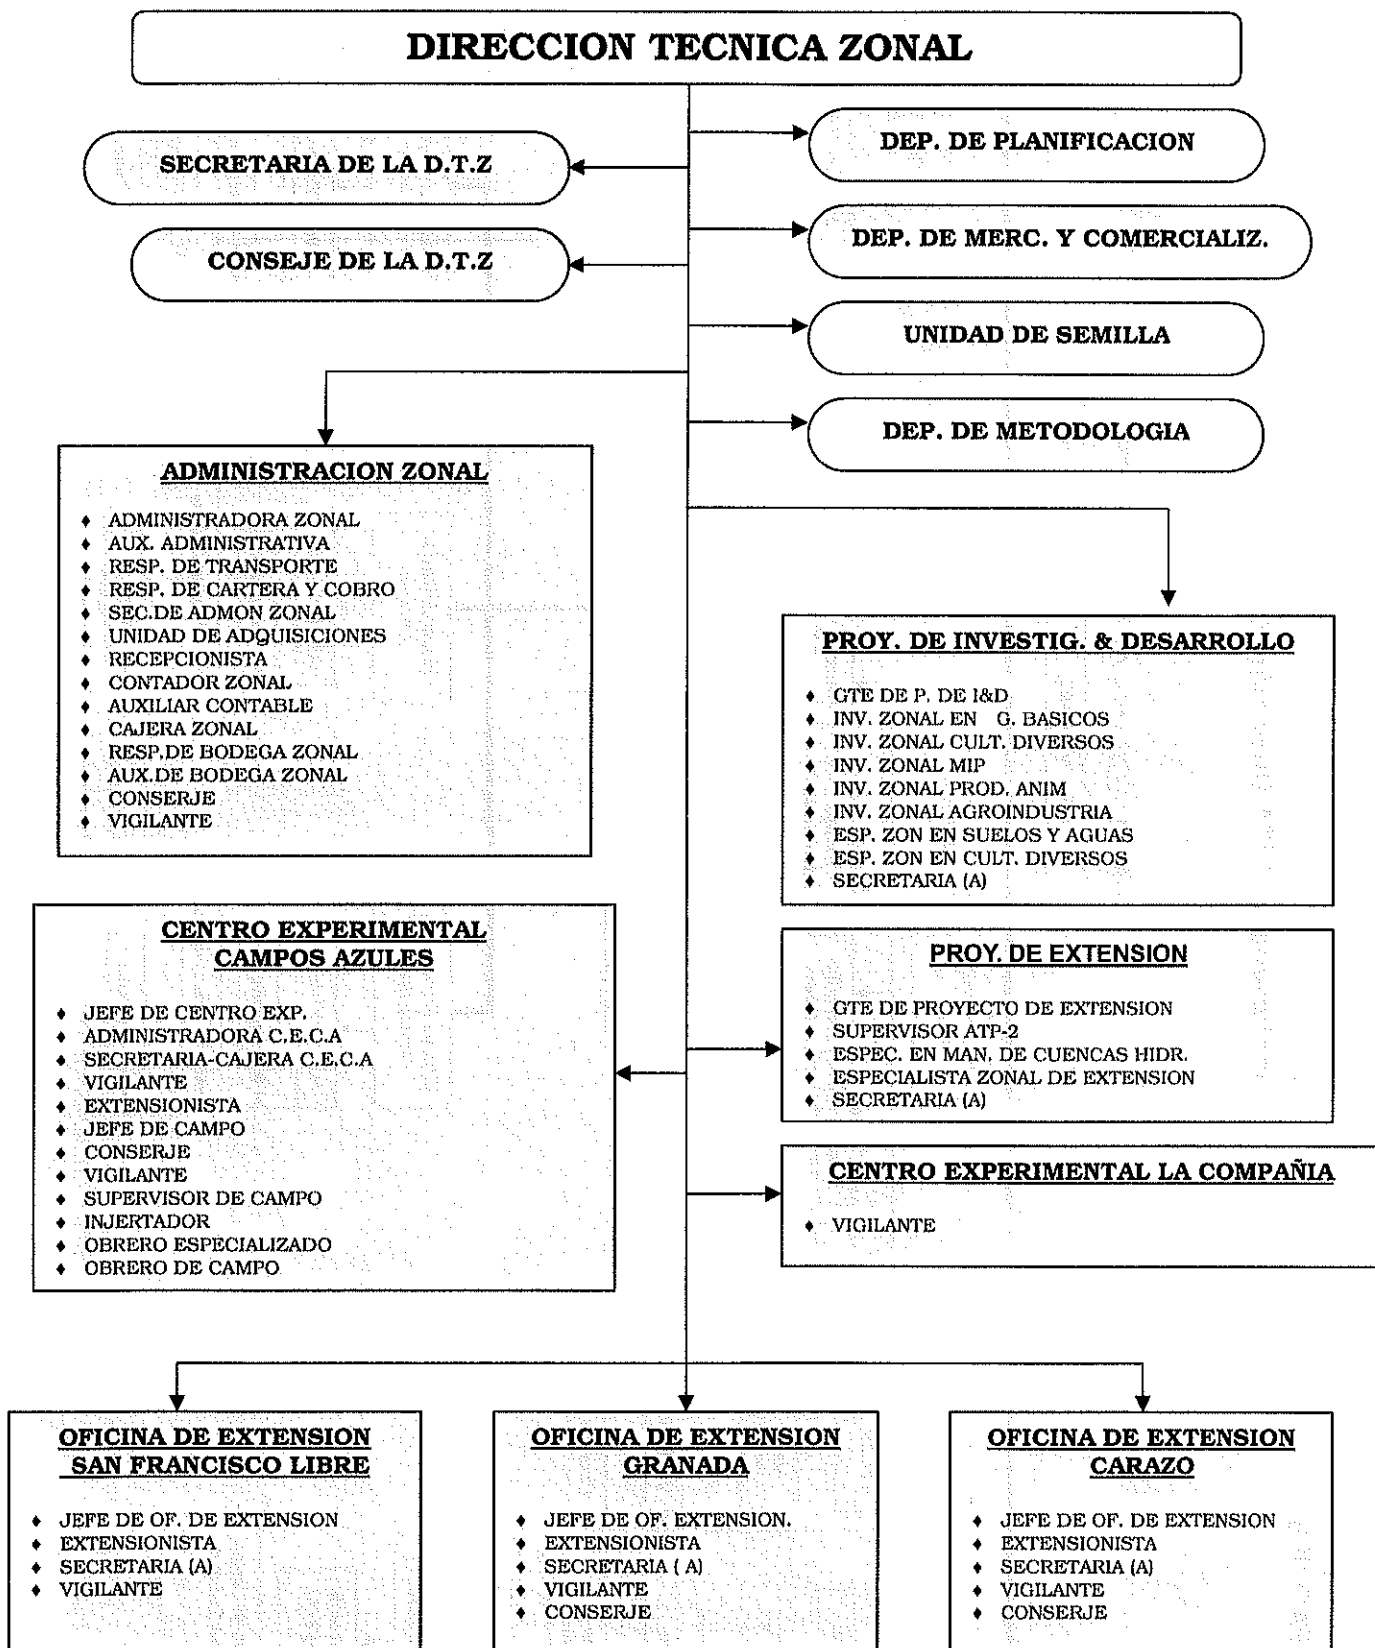 DIRECCION TECNICA ZONAL
SECRETARIA DE LA D.T.Z
CONSEJE DE LA D.T.Z
DEP. DE PLANIFICACION
DEP. DE MERC. Y COMERCIALIZ.
UNIDAD DE SEMILLA
DEP. DE METODOLOGIA
ADMINISTRACION ZONAL
♦ ADMINISTRADORA ZONAL
♦ AUX. ADMINISTRATIVA
♦ RESP. DE TRANSPORTE
♦ RESP. DE CARTERA Y COBRO
♦ SEC.DE ADMON ZONAL
♦ UNIDAD DE ADQUISICIONES
♦ RECEPCIONISTA
♦ CONTADOR ZONAL
♦ AUXILIAR CONTABLE
♦ CAJERA ZONAL
♦ RESP.DE BODEGA ZONAL
♦ AUX.DE BODEGA ZONAL
♦ CONSERJE
♦ VIGILANTE
PROY. DE INVESTIG. & DESARROLLO
♦ GTE DE P. DE I&D
♦ INV. ZONAL EN G. BASICOS
♦ INV. ZONAL CULT. DIVERSOS
♦ INV. ZONAL MIP
♦ INV. ZONAL PROD. ANIM
♦ INV. ZONAL AGROINDUSTRIA
♦ ESP. ZON EN SUELOS Y AGUAS
♦ ESP. ZON EN CULT. DIVERSOS
♦ SECRETARIA (A)
CENTRO EXPERIMENTAL
CAMPOS AZULES
♦ JEFE DE CENTRO EXP.
♦ ADMINISTRADORA C.E.C.A
♦ SECRETARIA-CAJERA C.E.C.A
♦ VIGILANTE
♦ EXTENSIONISTA
♦ JEFE DE CAMPO
♦ CONSERJE
♦ VIGILANTE
♦ SUPERVISOR DE CAMPO
♦ INJERTADOR
♦ OBRERO ESPECIALIZADO
♦ OBRERO DE CAMPO
PROY. DE EXTENSION
♦ GTE DE PROYECTO DE EXTENSION
♦ SUPERVISOR ATP-2
♦ ESPEC. EN MAN. DE CUENCAS HIDR.
♦ ESPECIALISTA ZONAL DE EXTENSION
♦ SECRETARIA (A)
CENTRO EXPERIMENTAL LA COMPAÑIA
♦ VIGILANTE
OFICINA DE EXTENSION
SAN FRANCISCO LIBRE
♦ JEFE DE OF. DE EXTENSION
♦ EXTENSIONISTA
♦ SECRETARIA (A)
♦ VIGILANTE
OFICINA DE EXTENSION
GRANADA
♦ JEFE DE OF. EXTENSION.
♦ EXTENSIONISTA
♦ SECRETARIA ( A)
♦ VIGILANTE
♦ CONSERJE
OFICINA DE EXTENSION
CARAZO
♦ JEFE DE OF. DE EXTENSION
♦ EXTENSIONISTA
♦ SECRETARIA (A)
♦ VIGILANTE
♦ CONSERJE